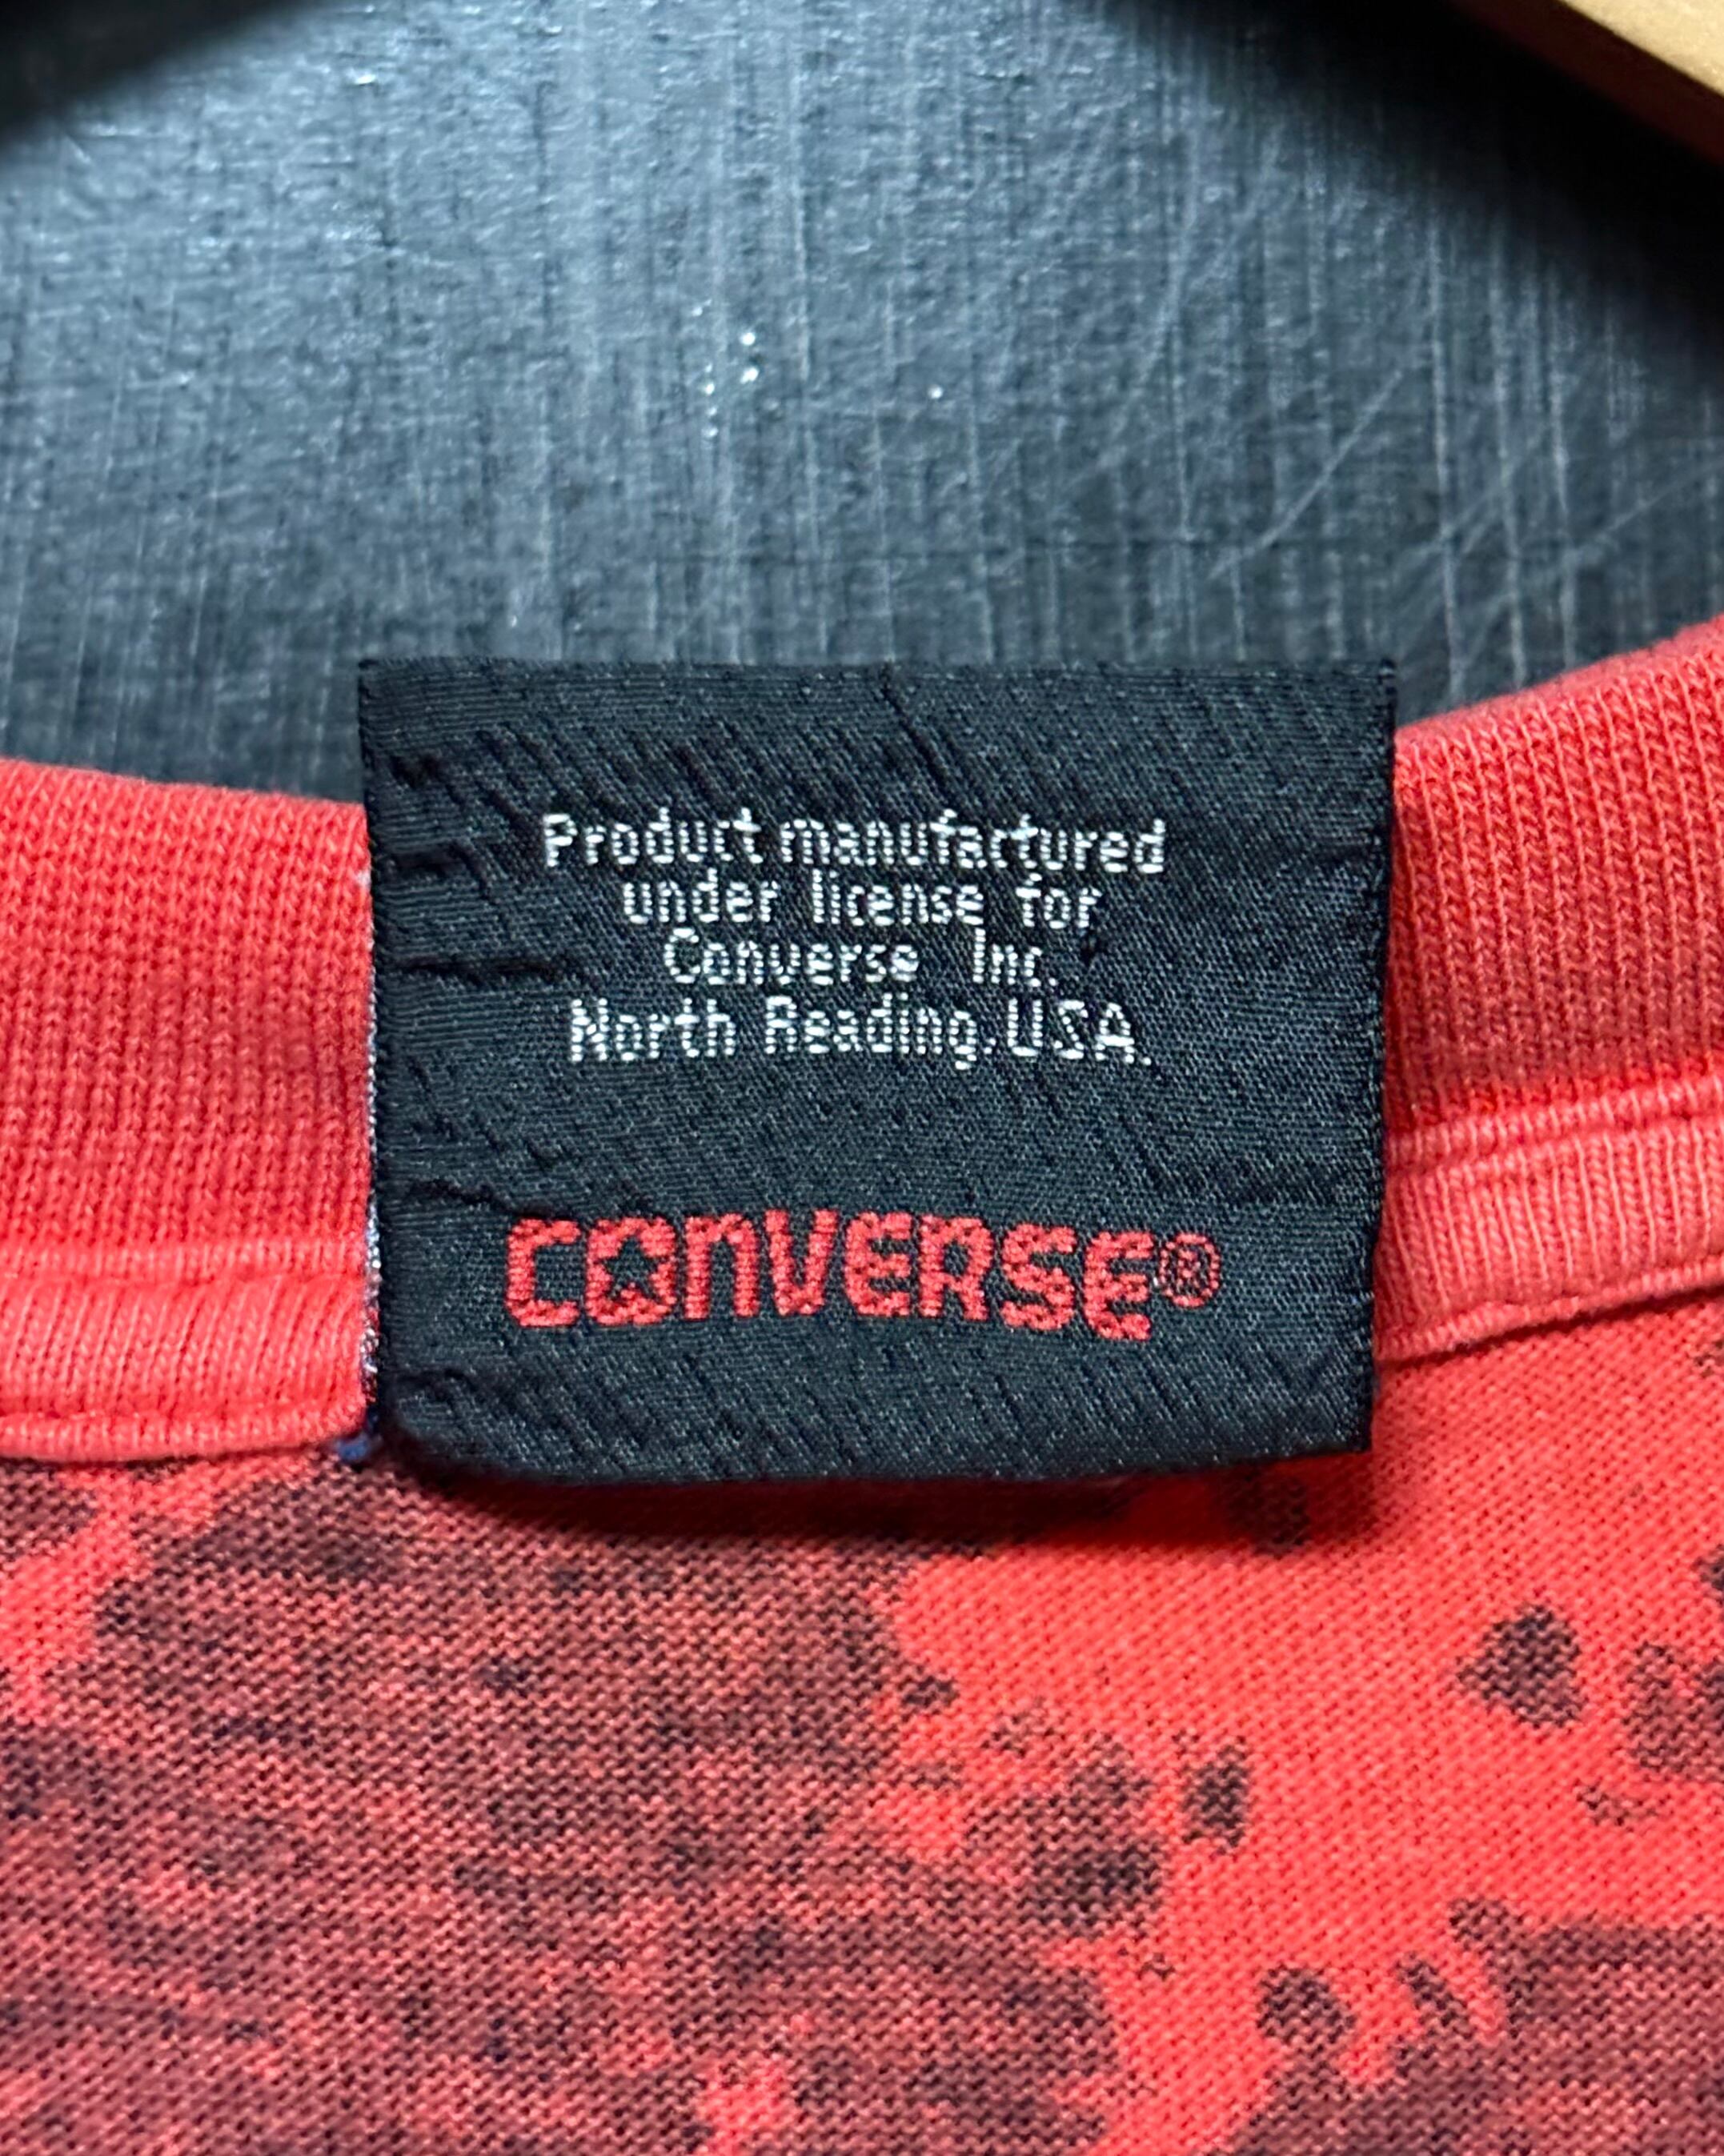 Product manufactured
under license for
Converse Inc.
North Reading.USA.
CONVERSE®